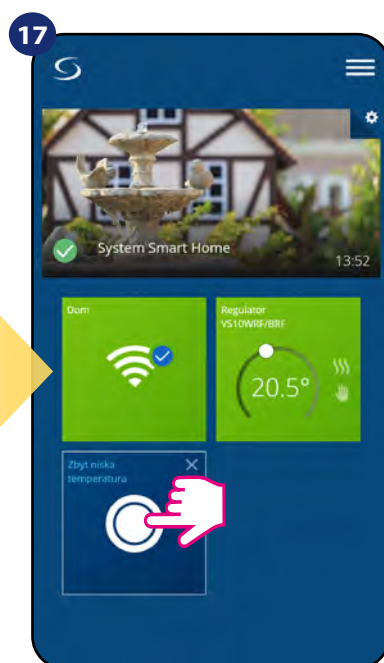 17
System Smart Home
13:52
Dom
Regulator
VS10WRF/BRF
20.5°
Zbyt niska
temperatura